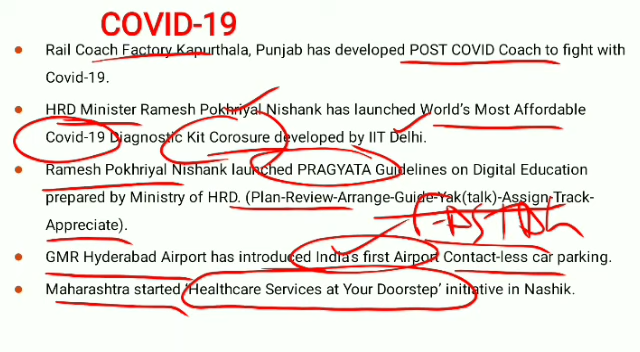 COVID-19
• Rail Coach Factory Kapurthala, Punjab has developed POST COVID Coach to fight with
Covid-19.
• HRD Minister Ramesh Pokhriyal Nishank has launched World's Most Affordable
Covid-19 Diagnostic Kit Corosure developed by IIT Delhi.
• Ramesh Pokhriyal Nishank launched PRAGYATA Guidelines on Digital Education
prepared by Ministry of HRD. (Plan-Review-Arrange-Guide-Yak(talk)-Assign-Track-
Appreciate).
FASTAG
• GMR Hyderabad Airport has introduced India's first Airport Contact-less car parking.
• Maharashtra started 'Healthcare Services at Your Doorstep' initiative in Nashik.